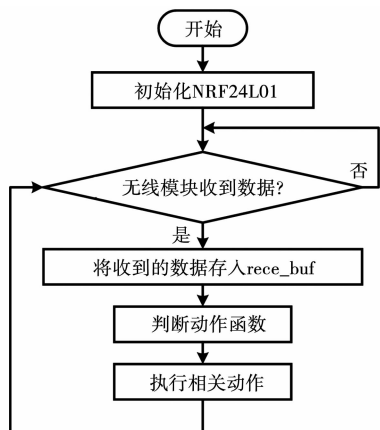 开始
初始化NRF24L01
无线模块收到数据?
否
是
将收到的数据存入rece_buf
判断动作函数
执行相关动作